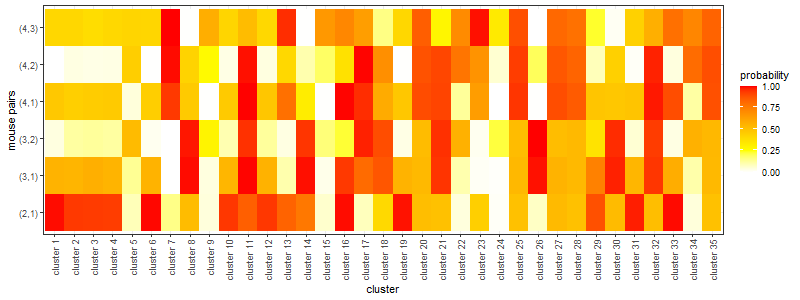 mouse pairs
(4,3)
(4,2)
(4,1)
(3,2)
(3,1)
(2,1)
cluster 1
cluster 2
cluster 3
cluster 4
cluster 5
cluster 6
cluster 7
cluster 8
cluster 9
cluster 10
cluster 11
cluster 12
cluster 13
cluster 14
cluster 15
cluster 16
cluster 17
cluster 18
cluster 19
cluster 20
cluster 21
cluster 22
cluster 23
cluster 24
cluster 25
cluster 26
cluster 27
cluster 28
cluster 29
cluster 30
cluster 31
cluster 32
cluster 33
cluster 34
cluster 35
cluster
probability
1.00
0.75
0.50
0.25
0.00